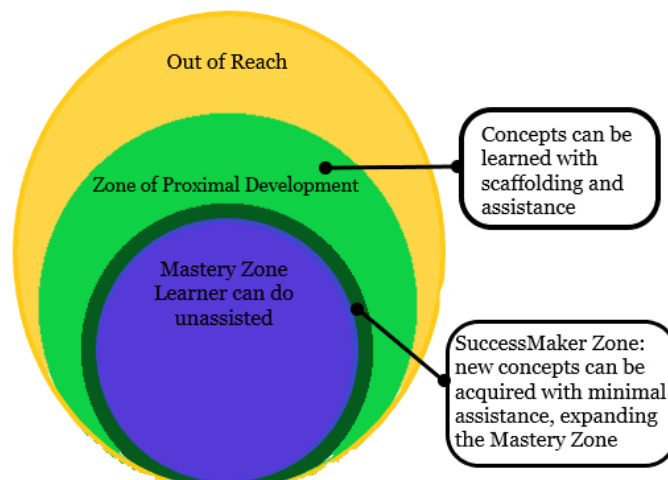 Out of Reach
Concepts can be
learned with
scaffolding and
assistance
Zone of Proximal Development
Mastery Zone
Learner can do
unassisted
SuccessMaker Zone:
new concepts can be
acquired with minimal
assistance, expanding
the Mastery Zone